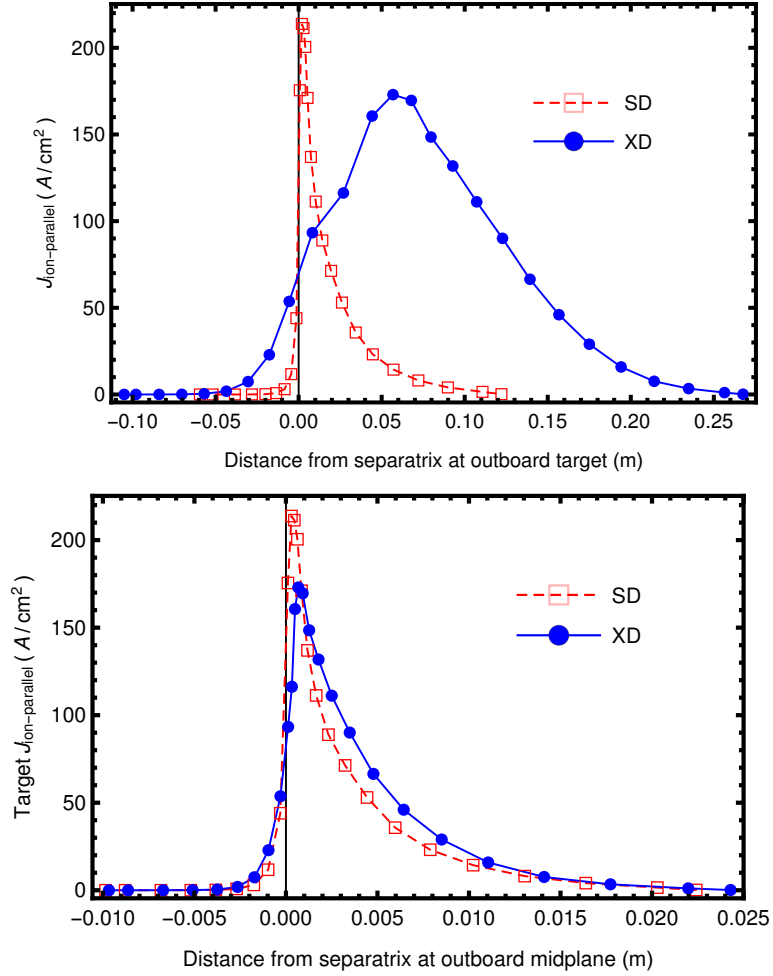 200
150
100
50
0
J_ion-parallel ( A / cm² )
SD
XD
−0.10 −0.05 0.00 0.05 0.10 0.15 0.20 0.25
Distance from separatrix at outboard target (m)
200
150
100
50
0
Target J_ion-parallel ( A / cm² )
SD
XD
−0.010 −0.005 0.000 0.005 0.010 0.015 0.020 0.025
Distance from separatrix at outboard midplane (m)